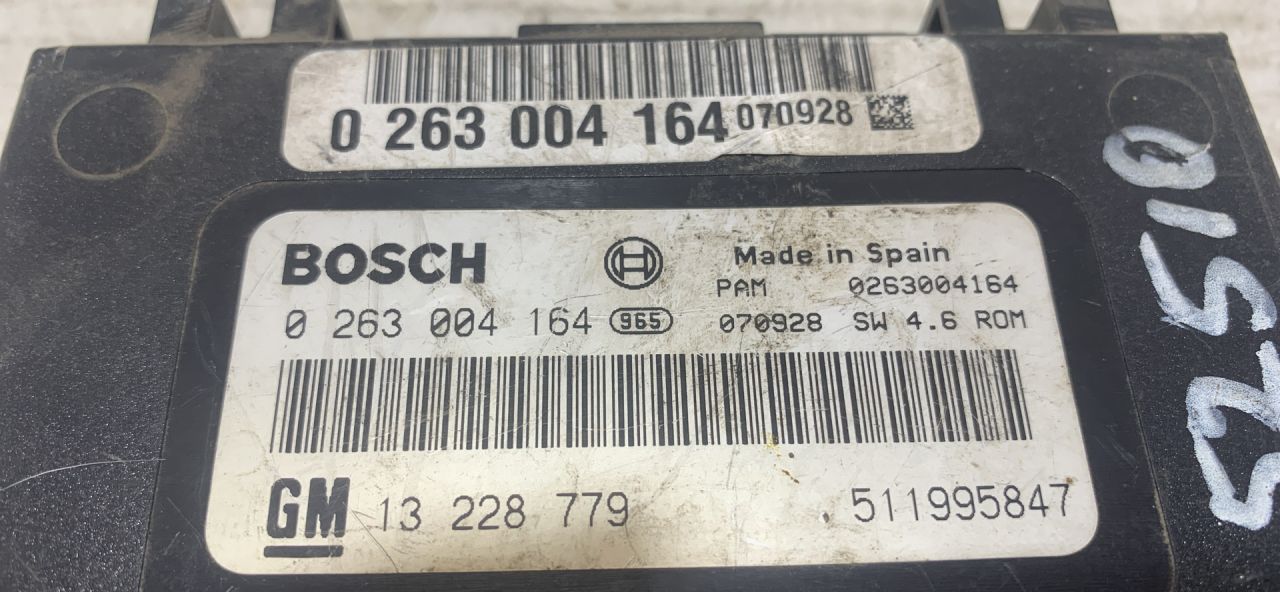 0 263 004 164 070928
BOSCH
Made in Spain
PAM 0263004164
0 263 004 164 965 070928 SW 4.6 ROM
GM 13 228 779 511995847
52510